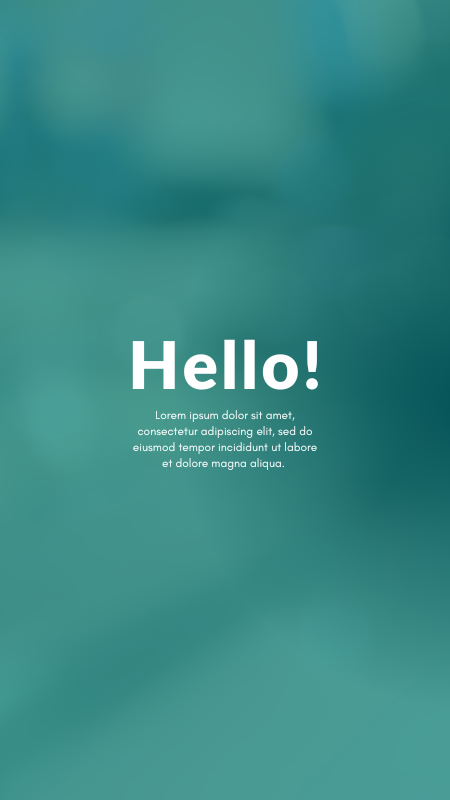 Hello!
Lorem ipsum dolor sit amet,
consectetur adipiscing elit, sed do
eiusmod tempor incididunt ut labore
et dolore magna aliqua.